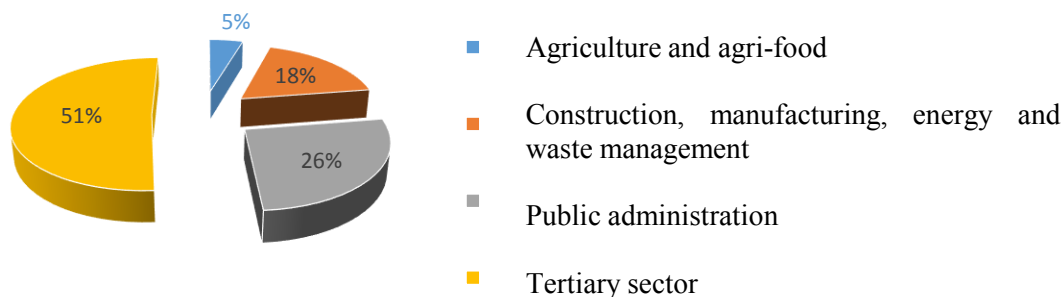 5%
18%
51%
26%
Agriculture and agri-food
Construction, manufacturing, energy and
waste management
Public administration
Tertiary sector